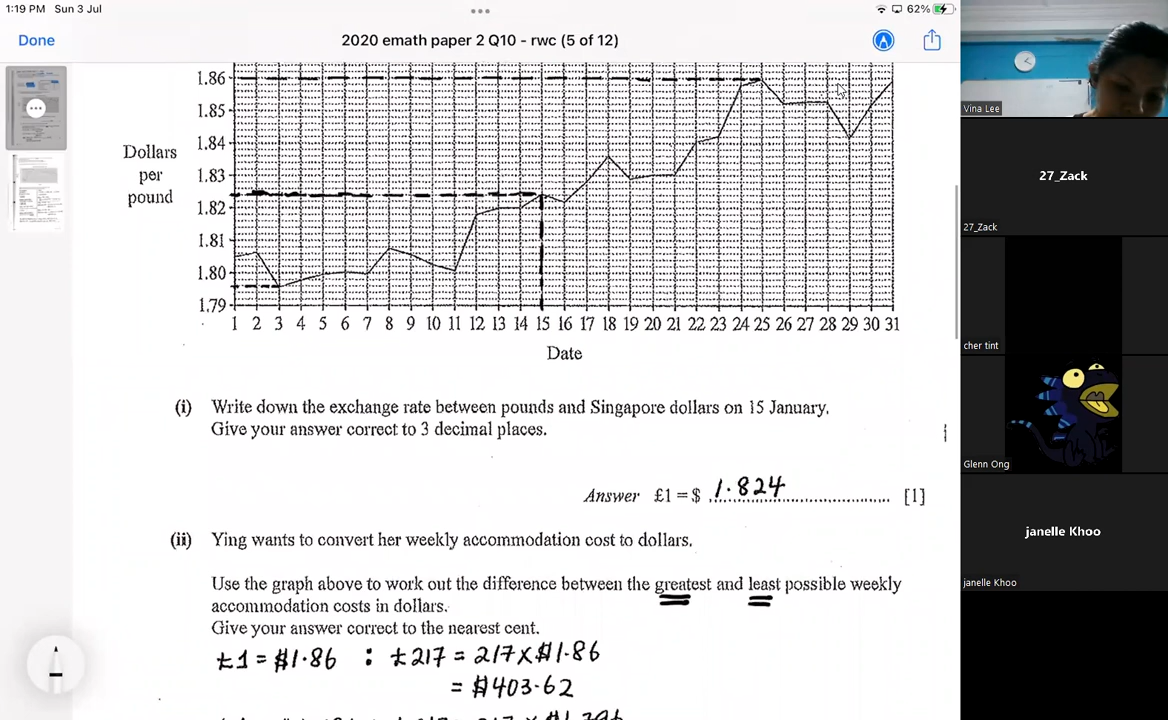 1:19 PM Sun 3 Jul
62%
Done
2020 emath paper 2 Q10 - rwc (5 of 12)
1.86
1.85
1.84
1.83
1.82
1.81
1.80
1.79
Dollars
per
pound
1 2 3 4 5 6 7 8 9 10 11 12 13 14 15 16 17 18 19 20 21 22 23 24 25 26 27 28 29 30 31
Date
(i) Write down the exchange rate between pounds and Singapore dollars on 15 January.
Give your answer correct to 3 decimal places.
Answer £1 = $ 1.824 [1]
(ii) Ying wants to convert her weekly accommodation cost to dollars.
Use the graph above to work out the difference between the greatest and least possible weekly
accommodation costs in dollars.
Give your answer correct to the nearest cent.
£1 = $1.86 : £217 = 217 × $1.86
= $403.62
Vina Lee
27_Zack
27_Zack
cher tint
Glenn Ong
janelle Khoo
janelle Khoo